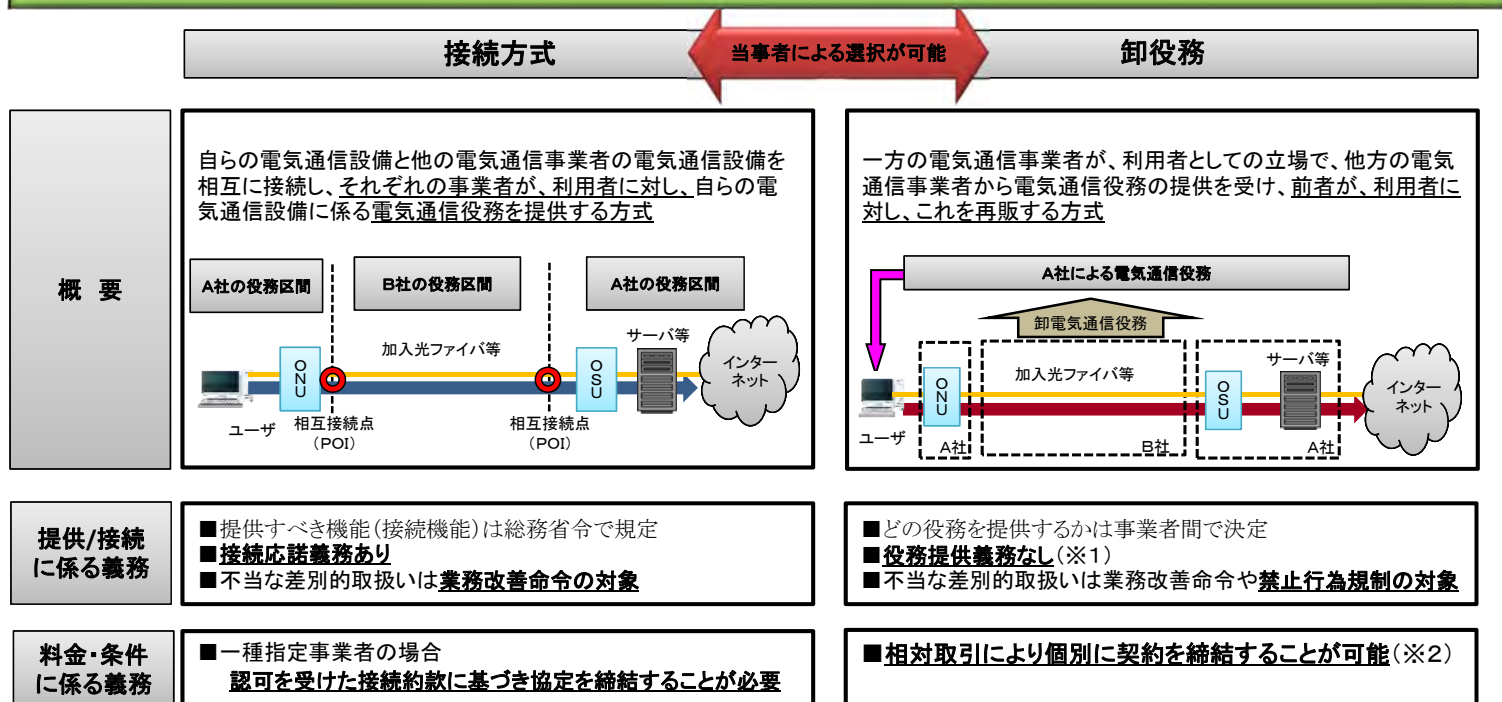 接続方式
当事者による選択が可能
卸役務
概 要
自らの電気通信設備と他の電気通信事業者の電気通信設備を
相互に接続し、それぞれの事業者が、利用者に対し、自らの電
気通信設備に係る電気通信役務を提供する方式
A社の役務区間
B社の役務区間
A社の役務区間
サーバ等
加入光ファイバ等
インター
ネット
ONU
OSU
ユーザ
相互接続点
(POI)
相互接続点
(POI)
一方の電気通信事業者が、利用者としての立場で、他方の電気
通信事業者から電気通信役務の提供を受け、前者が、利用者に
対し、これを再販する方式
A社による電気通信役務
卸電気通信役務
サーバ等
加入光ファイバ等
インター
ネット
ONU
OSU
ユーザ
A社
B社
A社
提供/接続
に係る義務
■提供すべき機能(接続機能)は総務省令で規定
■接続応諾義務あり
■不当な差別的取扱いは業務改善命令の対象
■どの役務を提供するかは事業者間で決定
■役務提供義務なし(※1)
■不当な差別的取扱いは業務改善命令や禁止行為規制の対象
料金・条件
に係る義務
■一種指定事業者の場合
認可を受けた接続約款に基づき協定を締結することが必要
■相対取引により個別に契約を締結することが可能(※2)